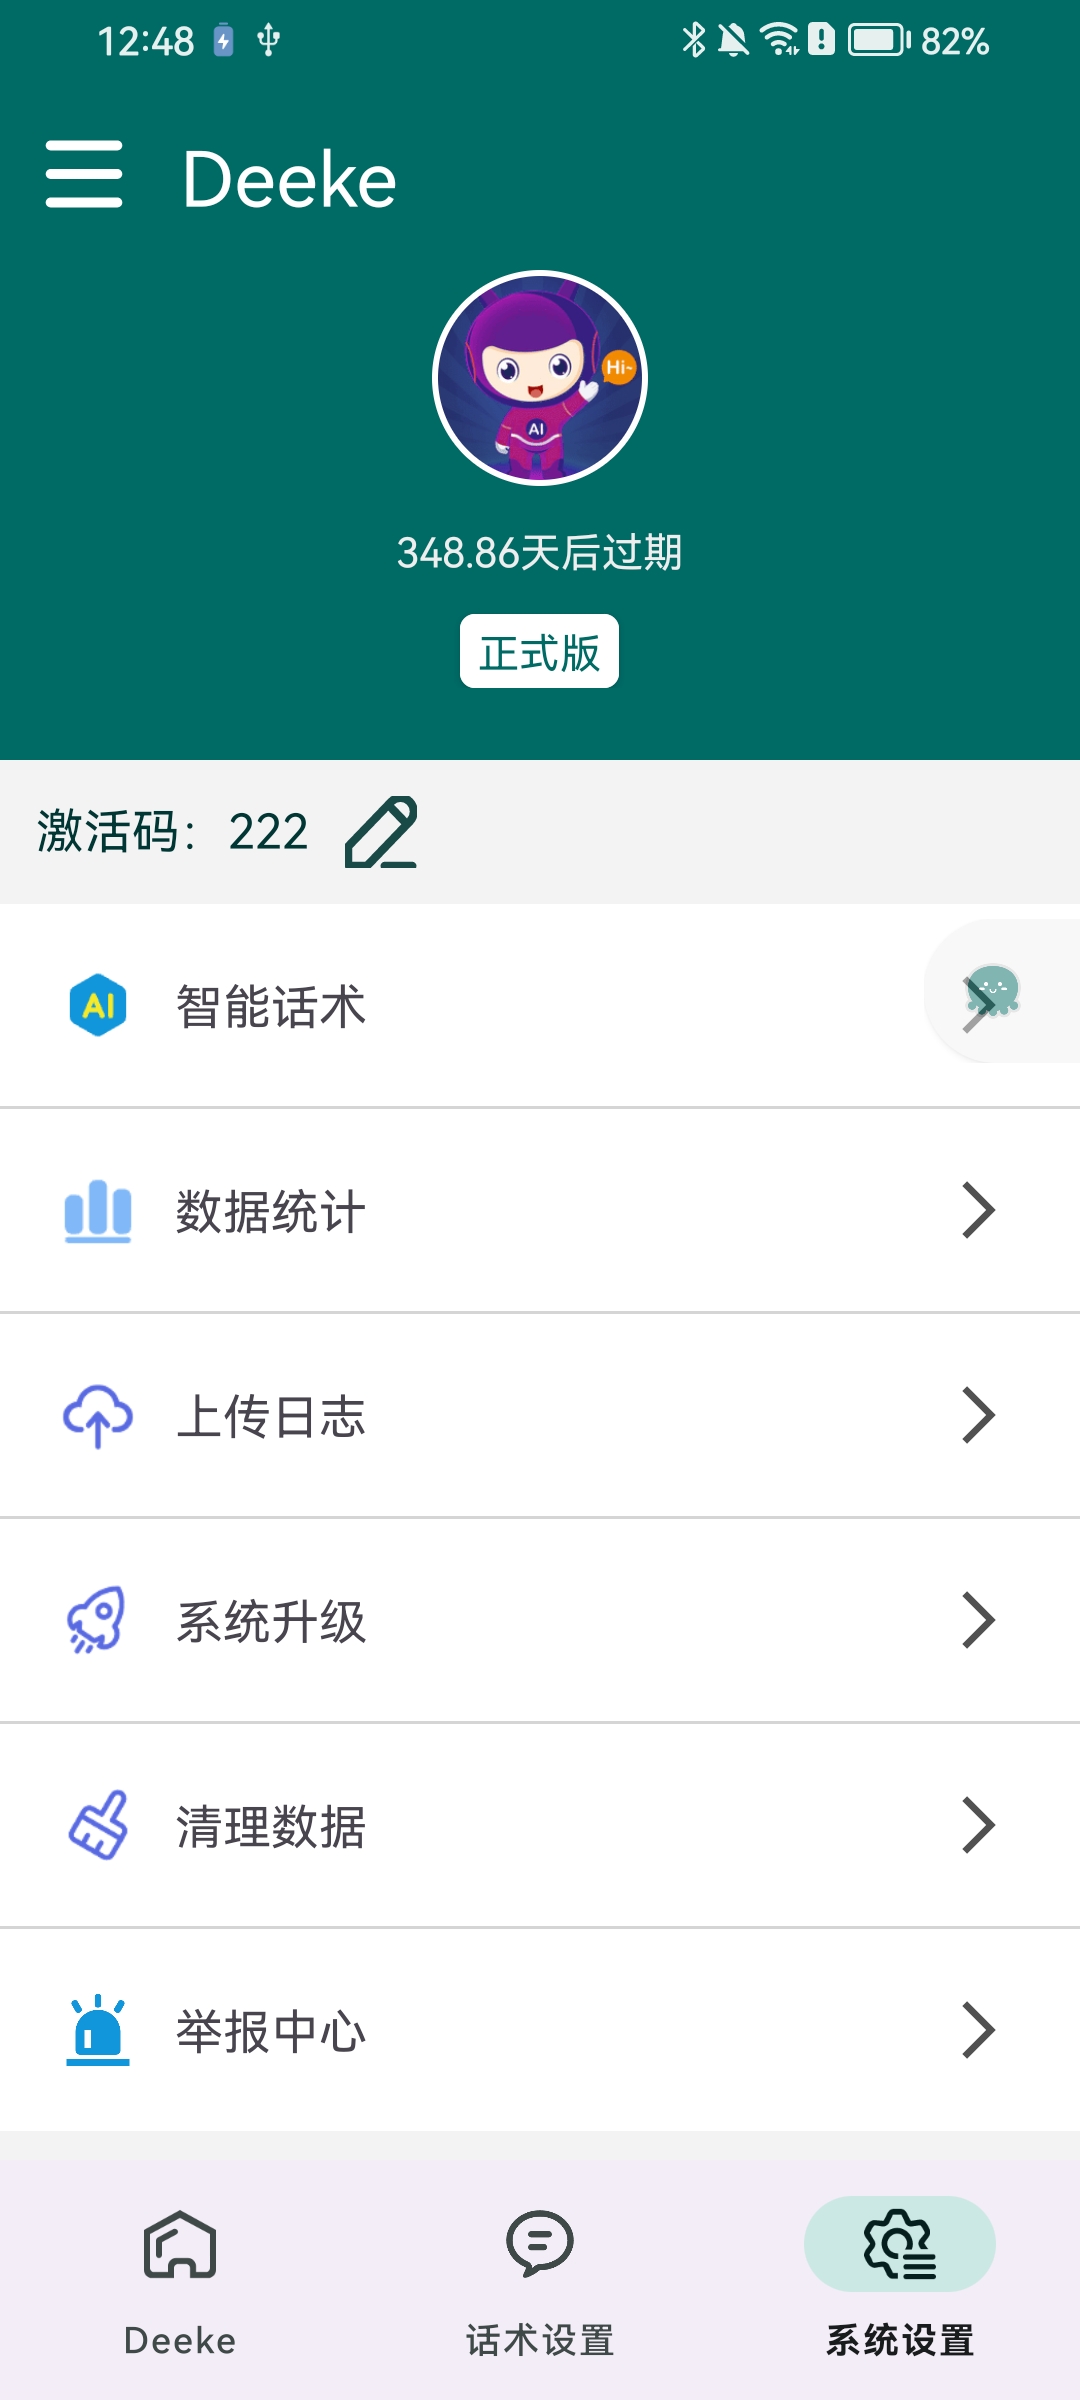 12:48 82%
Deeke
Hi~
AI
348.86天后过期
正式版
激活码：222
AI 智能话术
数据统计
上传日志
系统升级
清理数据
举报中心
Deeke 话术设置 系统设置